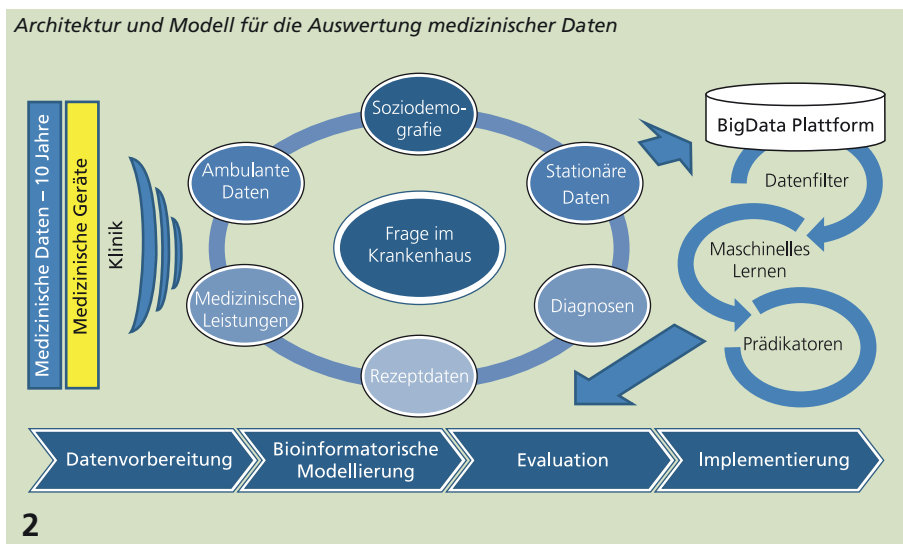 Architektur und Modell für die Auswertung medizinischer Daten
Medizinische Daten – 10 Jahre
Medizinische Geräte
Klinik
Soziodemo-
grafie
Ambulante
Daten
Stationäre
Daten
Frage im
Krankenhaus
Medizinische
Leistungen
Diagnosen
Rezeptdaten
BigData Plattform
Datenfilter
Maschinelles
Lernen
Prädikatoren
Datenvorbereitung
Bioinformatorische
Modellierung
Evaluation
Implementierung
2